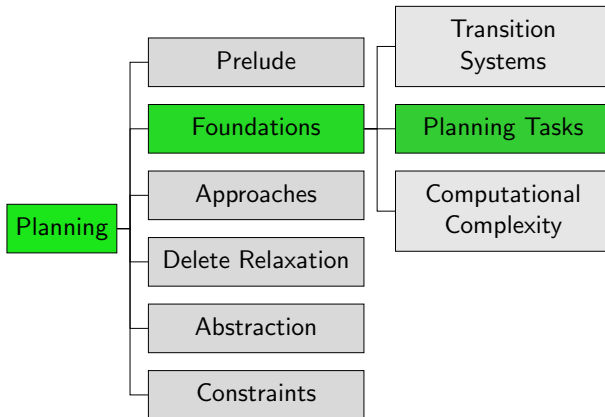 Planning
Prelude
Foundations
Approaches
Delete Relaxation
Abstraction
Constraints
Transition
Systems
Planning Tasks
Computational
Complexity